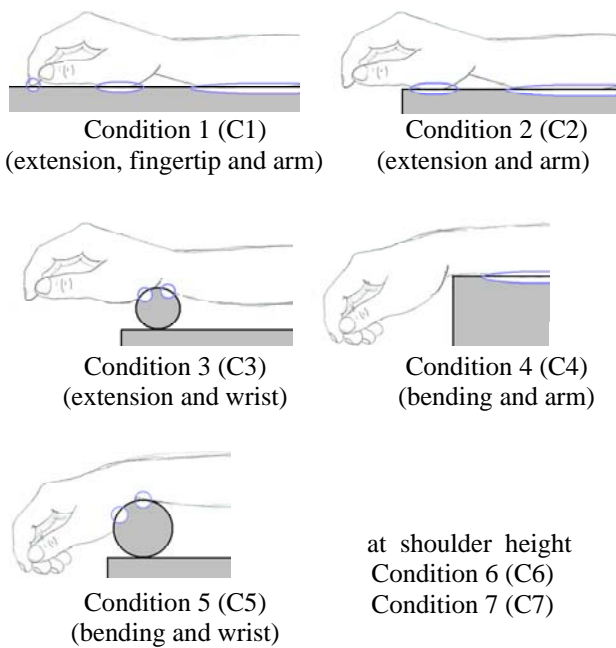 Condition 1 (C1)
(extension, fingertip and arm)
Condition 2 (C2)
(extension and arm)
Condition 3 (C3)
(extension and wrist)
Condition 4 (C4)
(bending and arm)
Condition 5 (C5)
(bending and wrist)
at shoulder height
Condition 6 (C6)
Condition 7 (C7)